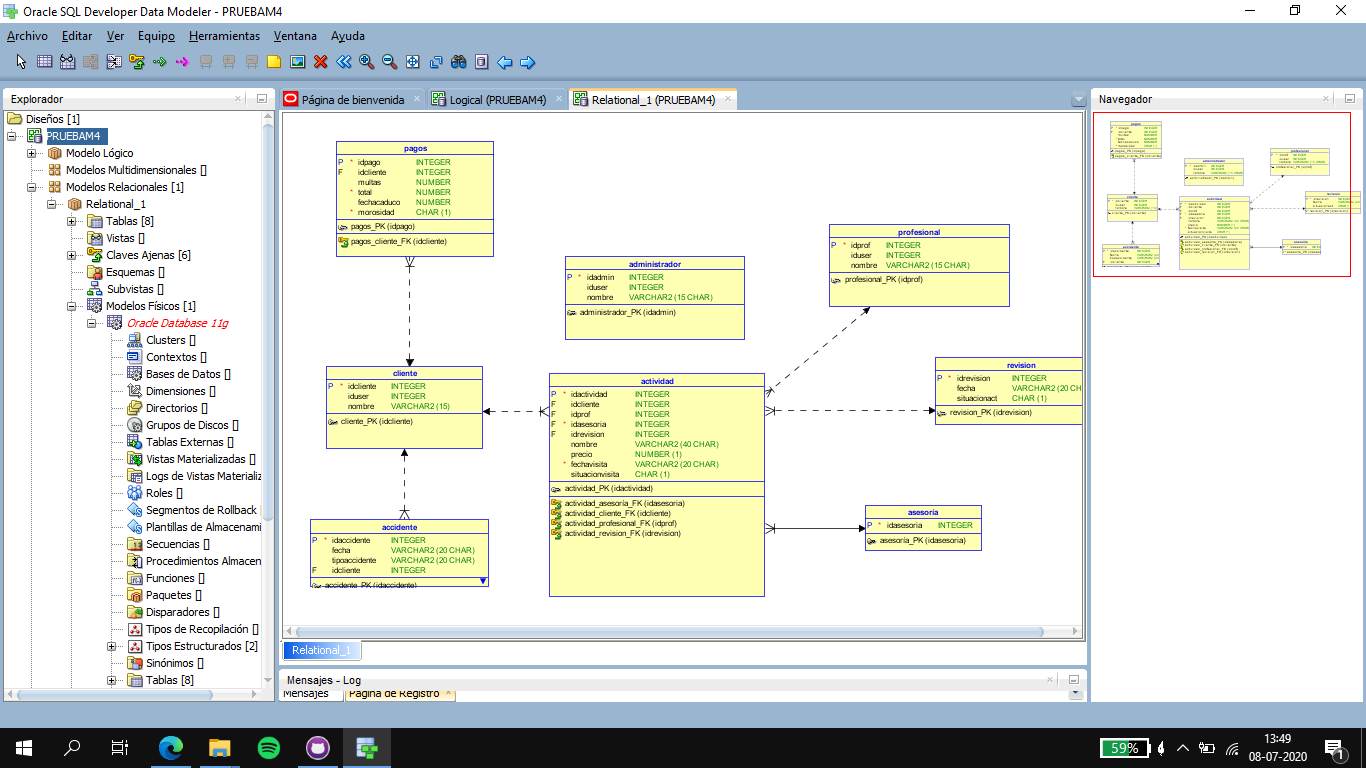 Oracle SQL Developer Data Modeler - PRUEBAM4
Archivo Editar Ver Equipo Herramientas Ventana Ayuda
Explorador
Diseños [1]
PRUEBAM4
Modelo Lógico
Modelos Multidimensionales []
Modelos Relacionales [1]
Relational_1
Tablas [8]
Vistas []
Claves Ajenas [6]
Esquemas []
Subvistas []
Modelos Físicos [1]
Oracle Database 11g
Clusters []
Contextos []
Bases de Datos []
Dimensiones []
Directorios []
Grupos de Discos []
Tablas Externas []
Vistas Materializadas []
Logs de Vistas Materializ
Roles []
Segmentos de Rollback
Plantillas de Almacenami
Secuencias []
Procedimientos Almacen
Funciones []
Paquetes []
Disparadores []
Tipos de Recopilación []
Tipos Estructurados [2]
Sinónimos []
Tablas [8]
Página de bienvenida
Logical (PRUEBAM4)
Relational_1 (PRUEBAM4)
pagos
P * idpago INTEGER
F idcliente INTEGER
multas NUMBER
* total NUMBER
fechacaduco NUMBER
* morosidad CHAR (1)
pagos_PK (idpago)
pagos_cliente_FK (idcliente)
administrador
P * idadmin INTEGER
iduser INTEGER
nombre VARCHAR2 (15 CHAR)
administrador_PK (idadmin)
profesional
P * idprof INTEGER
iduser INTEGER
nombre VARCHAR2 (15 CHAR)
profesional_PK (idprof)
cliente
P * idcliente INTEGER
iduser INTEGER
nombre VARCHAR2 (15)
cliente_PK (idcliente)
actividad
P * idactividad INTEGER
F idcliente INTEGER
F idprof INTEGER
F * idasesoria INTEGER
F idrevision INTEGER
nombre VARCHAR2 (40 CHAR)
precio NUMBER (1)
* fechavisita VARCHAR2 (20 CHAR)
situacionvisita CHAR (1)
actividad_PK (idactividad)
actividad_asesoría_FK (idasesoria)
actividad_cliente_FK (idcliente)
actividad_profesional_FK (idprof)
actividad_revision_FK (idrevision)
revision
P * idrevision INTEGER
fecha VARCHAR2 (20 CH
situacionact CHAR (1)
revision_PK (idrevision)
accidente
P * idaccidente INTEGER
fecha VARCHAR2 (20 CHAR)
tipoaccidente VARCHAR2 (20 CHAR)
F idcliente INTEGER
accidente_PK (idaccidente)
asesoría
P * idasesoria INTEGER
asesoría_PK (idasesoria)
Relational_1
Mensajes - Log
Mensajes
Página de Registro
Navegador
59%
13:49
08-07-2020
1